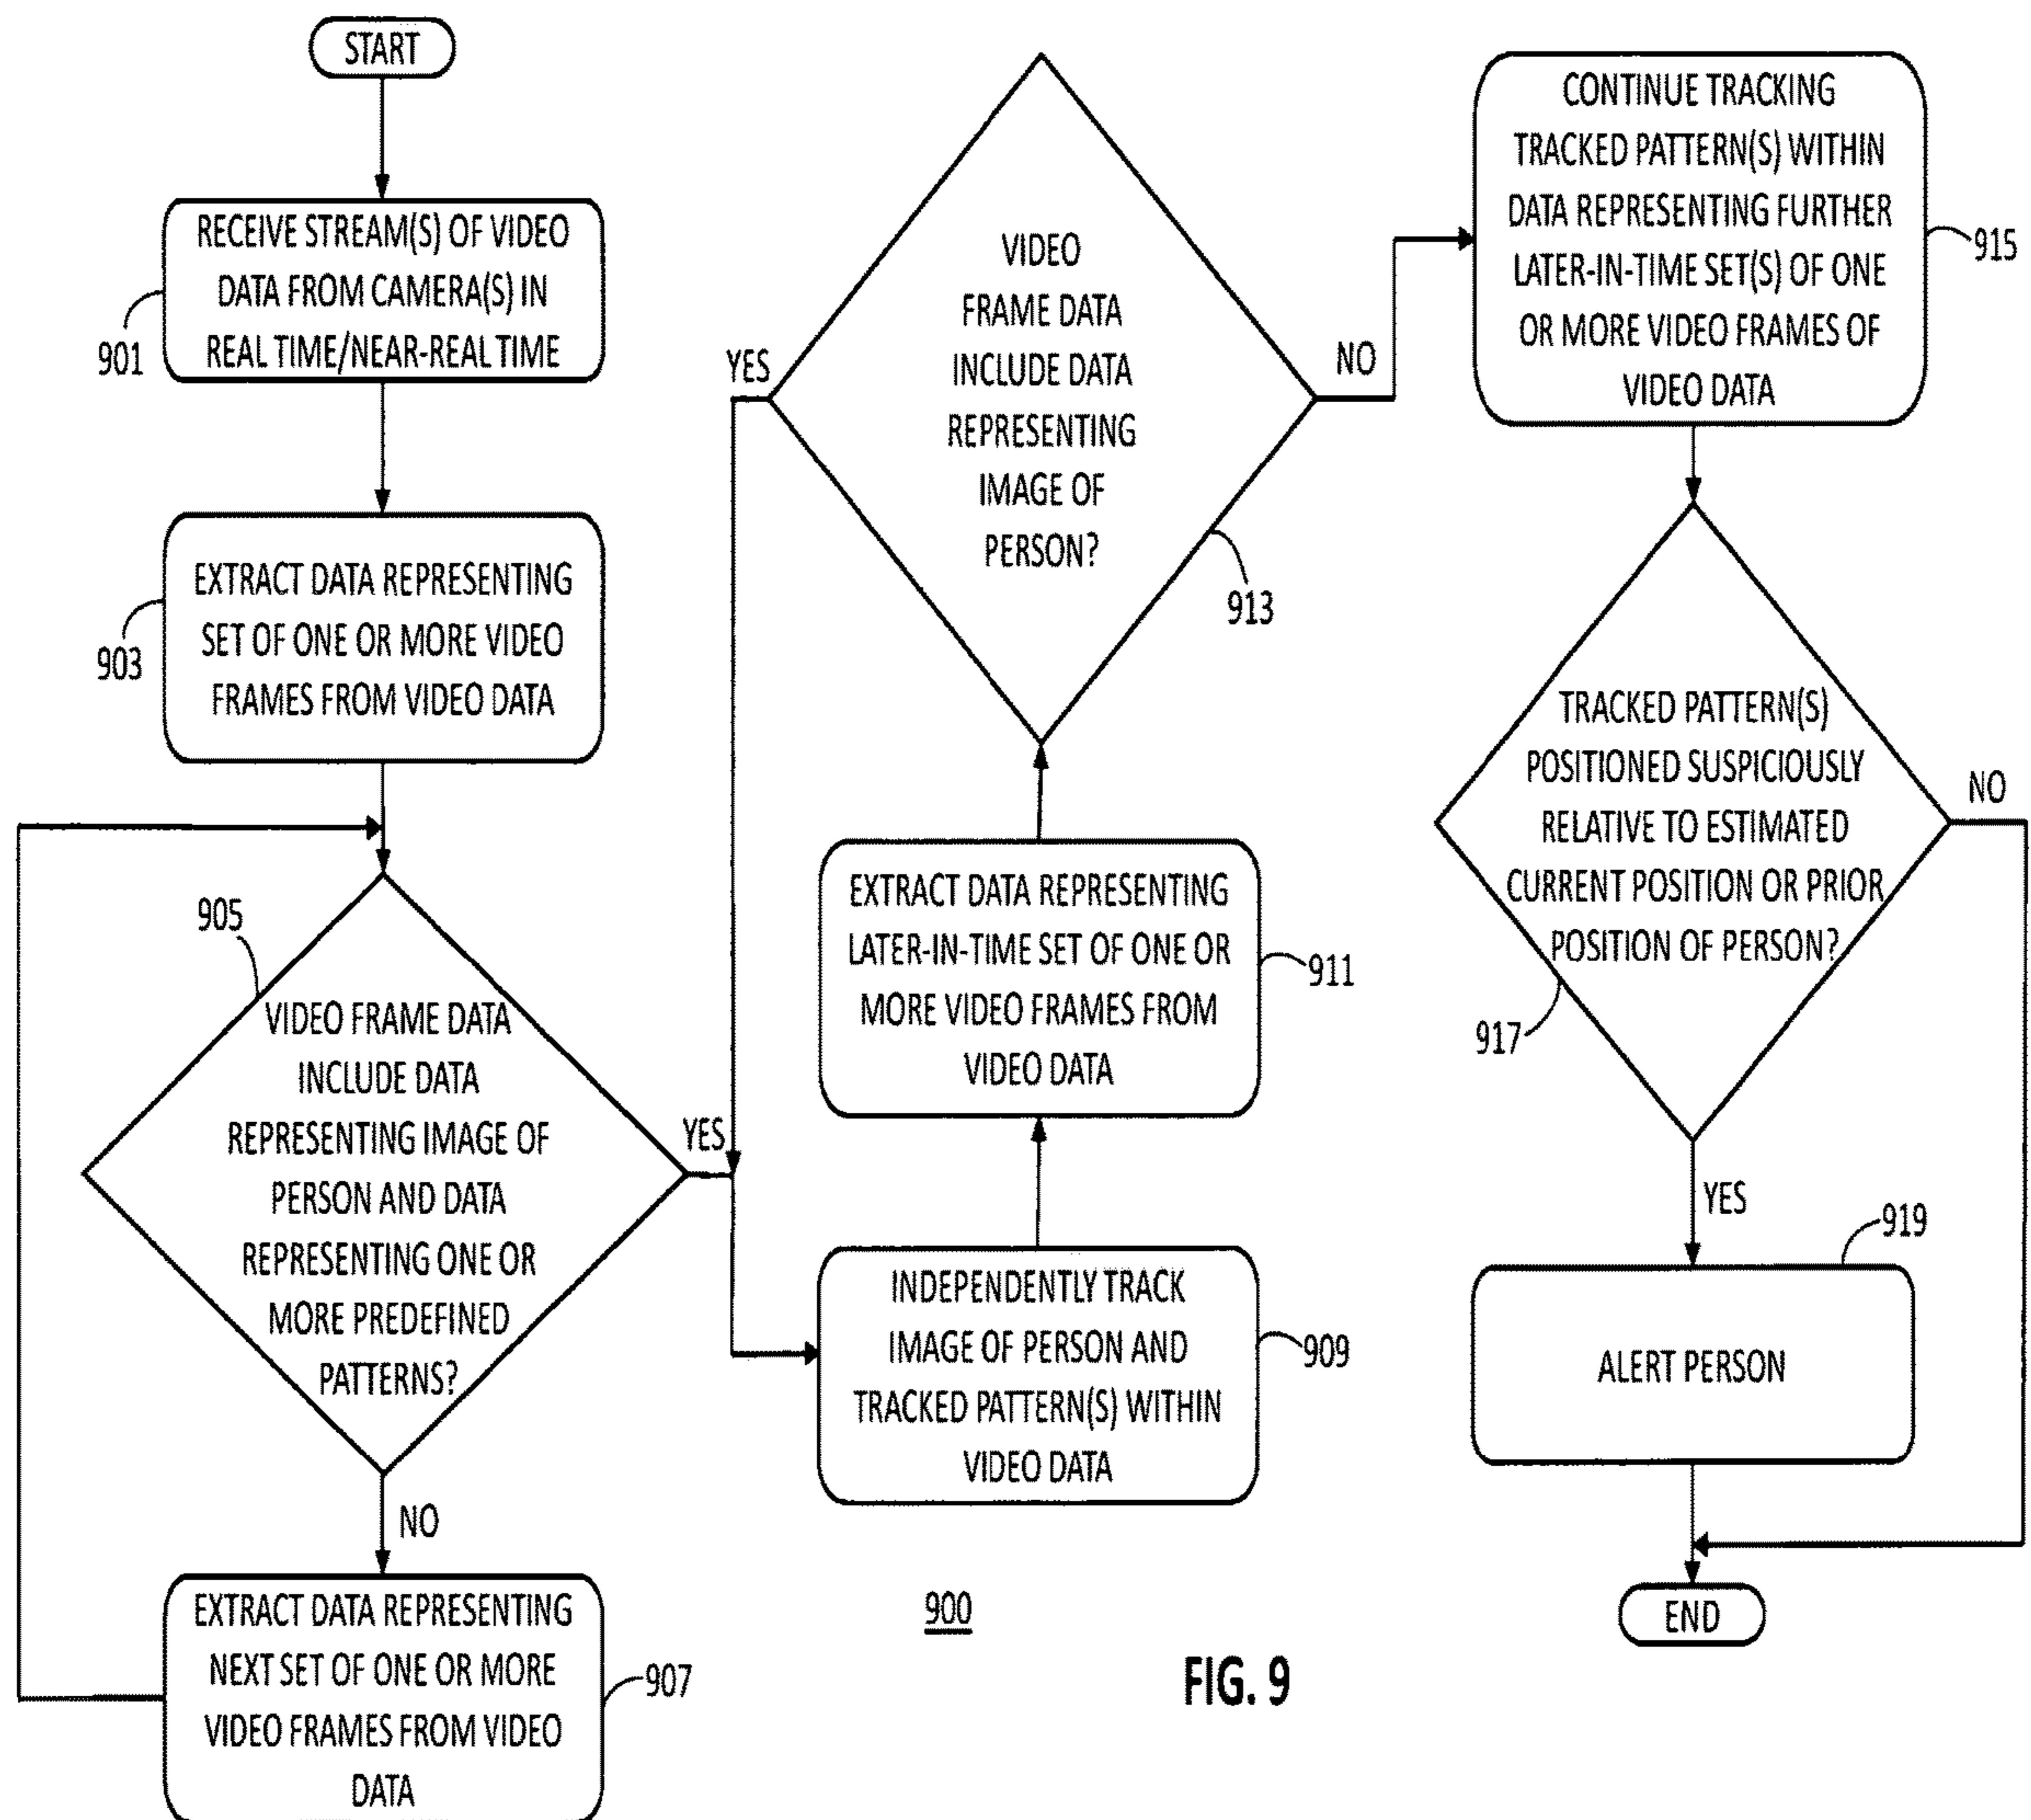 START
RECEIVE STREAM(S) OF VIDEO
DATA FROM CAMERA(S) IN
REAL TIME/NEAR-REAL TIME
901
EXTRACT DATA REPRESENTING
SET OF ONE OR MORE VIDEO
FRAMES FROM VIDEO DATA
903
905
VIDEO FRAME DATA
INCLUDE DATA
REPRESENTING IMAGE OF
PERSON AND DATA
REPRESENTING ONE OR
MORE PREDEFINED
PATTERNS?
YES
NO
EXTRACT DATA REPRESENTING
NEXT SET OF ONE OR MORE
VIDEO FRAMES FROM VIDEO
DATA
907
INDEPENDENTLY TRACK
IMAGE OF PERSON AND
TRACKED PATTERN(S) WITHIN
VIDEO DATA
909
EXTRACT DATA REPRESENTING
LATER-IN-TIME SET OF ONE OR
MORE VIDEO FRAMES FROM
VIDEO DATA
911
VIDEO
FRAME DATA
INCLUDE DATA
REPRESENTING
IMAGE OF
PERSON?
913
YES
NO
CONTINUE TRACKING
TRACKED PATTERN(S) WITHIN
DATA REPRESENTING FURTHER
LATER-IN-TIME SET(S) OF ONE
OR MORE VIDEO FRAMES OF
VIDEO DATA
915
TRACKED PATTERN(S)
POSITIONED SUSPICIOUSLY
RELATIVE TO ESTIMATED
CURRENT POSITION OR PRIOR
POSITION OF PERSON?
917
NO
YES
919
ALERT PERSON
END
900
FIG. 9